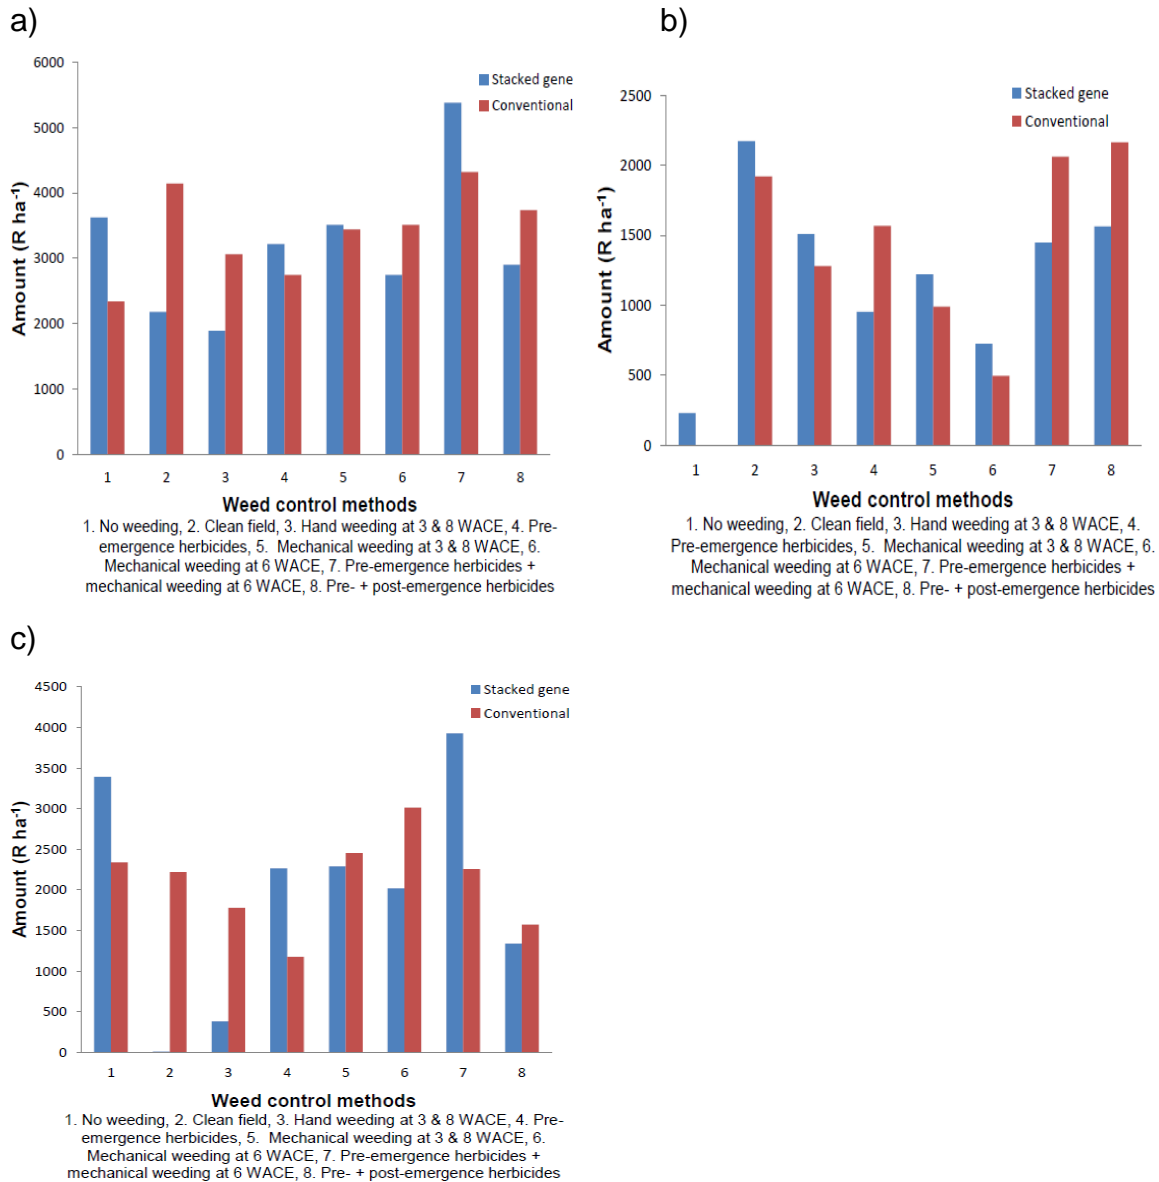 a)
6000
5000
4000
3000
2000
1000
0
Amount (R ha⁻¹)
Stacked gene
Conventional
1 2 3 4 5 6 7 8
Weed control methods
1. No weeding, 2. Clean field, 3. Hand weeding at 3 & 8 WACE, 4. Pre-
emergence herbicides, 5. Mechanical weeding at 3 & 8 WACE, 6.
Mechanical weeding at 6 WACE, 7. Pre-emergence herbicides +
mechanical weeding at 6 WACE, 8. Pre- + post-emergence herbicides
b)
2500
2000
1500
1000
500
0
Amount (R ha⁻¹)
Stacked gene
Conventional
1 2 3 4 5 6 7 8
Weed control methods
1. No weeding, 2. Clean field, 3. Hand weeding at 3 & 8 WACE, 4.
Pre-emergence herbicides, 5. Mechanical weeding at 3 & 8 WACE, 6.
Mechanical weeding at 6 WACE, 7. Pre-emergence herbicides +
mechanical weeding at 6 WACE, 8. Pre- + post-emergence herbicides
c)
4500
4000
3500
3000
2500
2000
1500
1000
500
0
Amount (R ha⁻¹)
Stacked gene
Conventional
1 2 3 4 5 6 7 8
Weed control methods
1. No weeding, 2. Clean field, 3. Hand weeding at 3 & 8 WACE, 4. Pre-
emergence herbicides, 5. Mechanical weeding at 3 & 8 WACE, 6.
Mechanical weeding at 6 WACE, 7. Pre-emergence herbicides +
mechanical weeding at 6 WACE, 8. Pre- + post-emergence herbicides